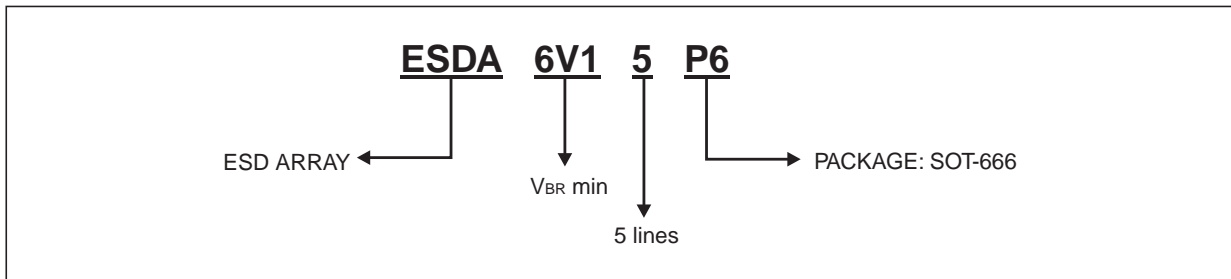 ESDA 6V1 5 P6
ESD ARRAY
PACKAGE: SOT-666
VBR min
5 lines